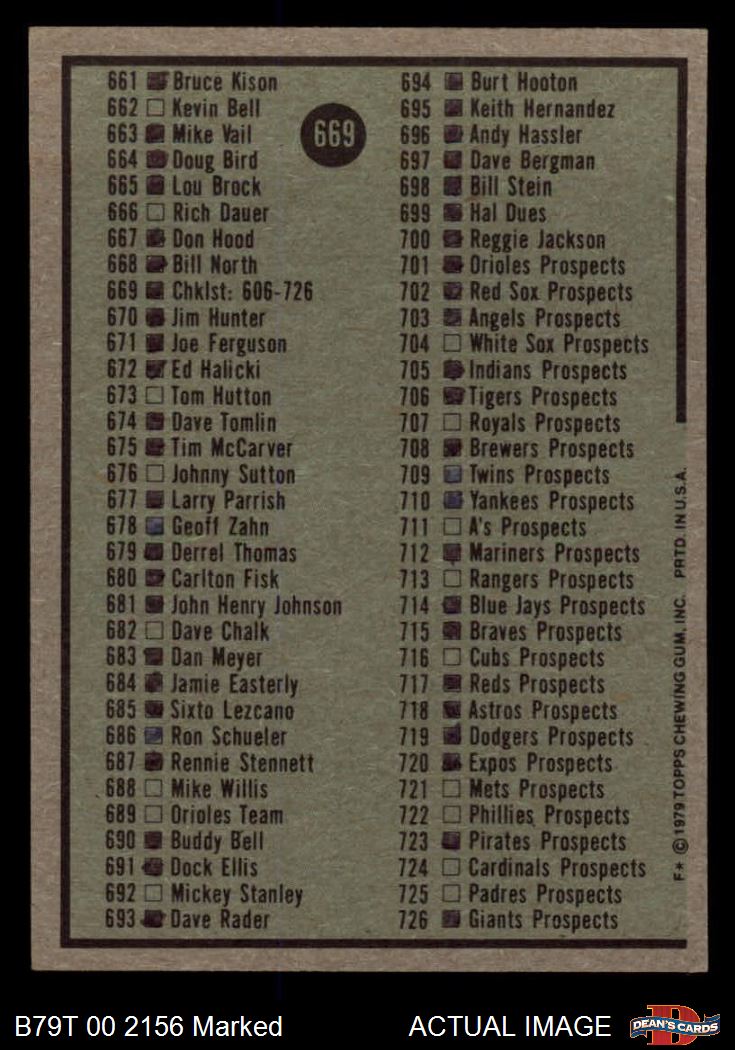 669
661 Bruce Kison
662 Kevin Bell
663 Mike Vail
664 Doug Bird
665 Lou Brock
666 Rich Dauer
667 Don Hood
668 Bill North
669 Chklst: 606-726
670 Jim Hunter
671 Joe Ferguson
672 Ed Halicki
673 Tom Hutton
674 Dave Tomlin
675 Tim McCarver
676 Johnny Sutton
677 Larry Parrish
678 Geoff Zahn
679 Derrel Thomas
680 Carlton Fisk
681 John Henry Johnson
682 Dave Chalk
683 Dan Meyer
684 Jamie Easterly
685 Sixto Lezcano
686 Ron Schueler
687 Rennie Stennett
688 Mike Willis
689 Orioles Team
690 Buddy Bell
691 Dock Ellis
692 Mickey Stanley
693 Dave Rader
694 Burt Hooton
695 Keith Hernandez
696 Andy Hassler
697 Dave Bergman
698 Bill Stein
699 Hal Dues
700 Reggie Jackson
701 Orioles Prospects
702 Red Sox Prospects
703 Angels Prospects
704 White Sox Prospects
705 Indians Prospects
706 Tigers Prospects
707 Royals Prospects
708 Brewers Prospects
709 Twins Prospects
710 Yankees Prospects
711 A's Prospects
712 Mariners Prospects
713 Rangers Prospects
714 Blue Jays Prospects
715 Braves Prospects
716 Cubs Prospects
717 Reds Prospects
718 Astros Prospects
719 Dodgers Prospects
720 Expos Prospects
721 Mets Prospects
722 Phillies Prospects
723 Pirates Prospects
724 Cardinals Prospects
725 Padres Prospects
726 Giants Prospects
F* © 1979 TOPPS CHEWING GUM, INC. PRTD. IN U.S.A.
B79T 00 2156 Marked
ACTUAL IMAGE
DEAN'S CARDS